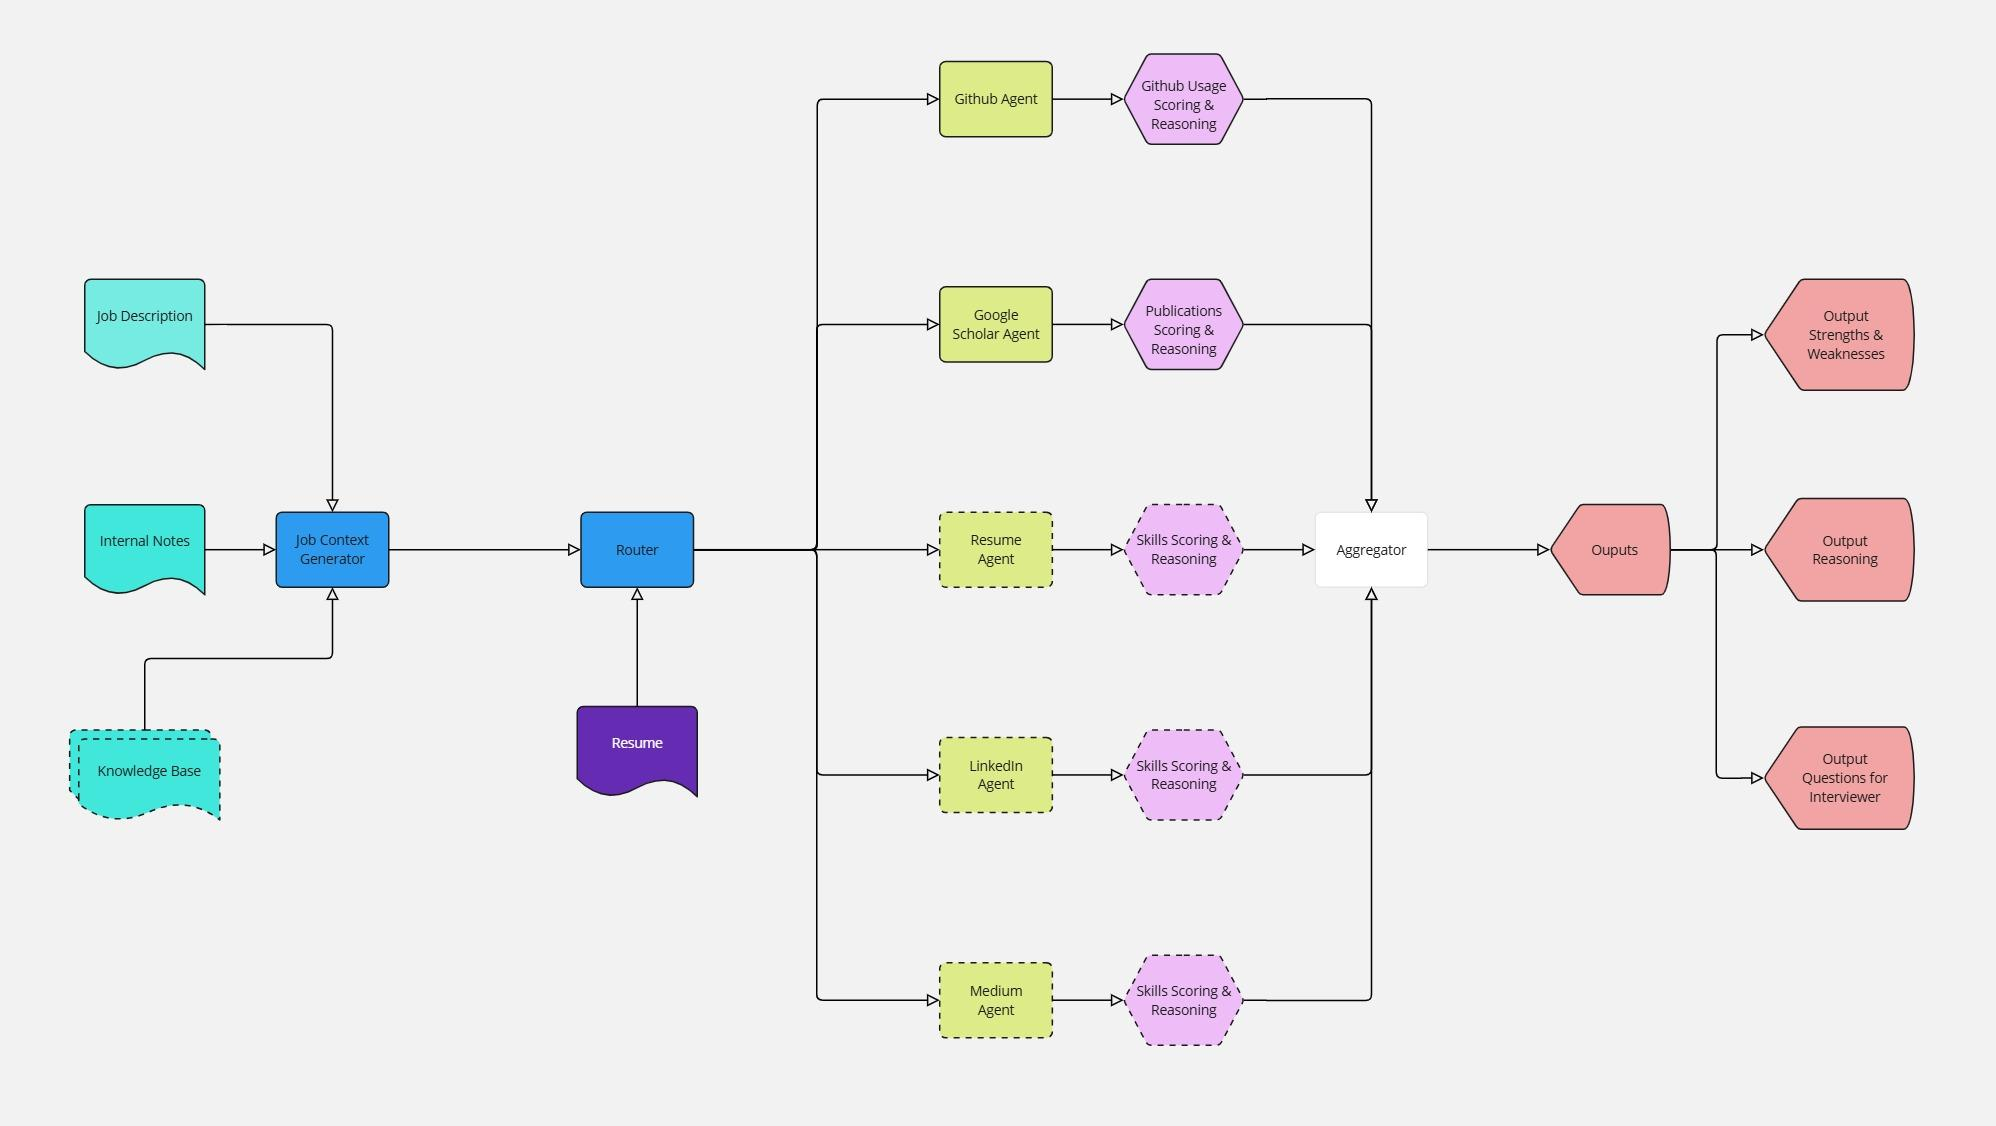 Github Agent
Github Usage
Scoring &
Reasoning
Job Description
Google
Scholar Agent
Publications
Scoring &
Reasoning
Output
Strengths &
Weaknesses
Internal Notes
Job Context
Generator
Router
Resume
Agent
Skills Scoring &
Reasoning
Aggregator
Ouputs
Output
Reasoning
Knowledge Base
Resume
LinkedIn
Agent
Skills Scoring &
Reasoning
Output
Questions for
Interviewer
Medium
Agent
Skills Scoring &
Reasoning